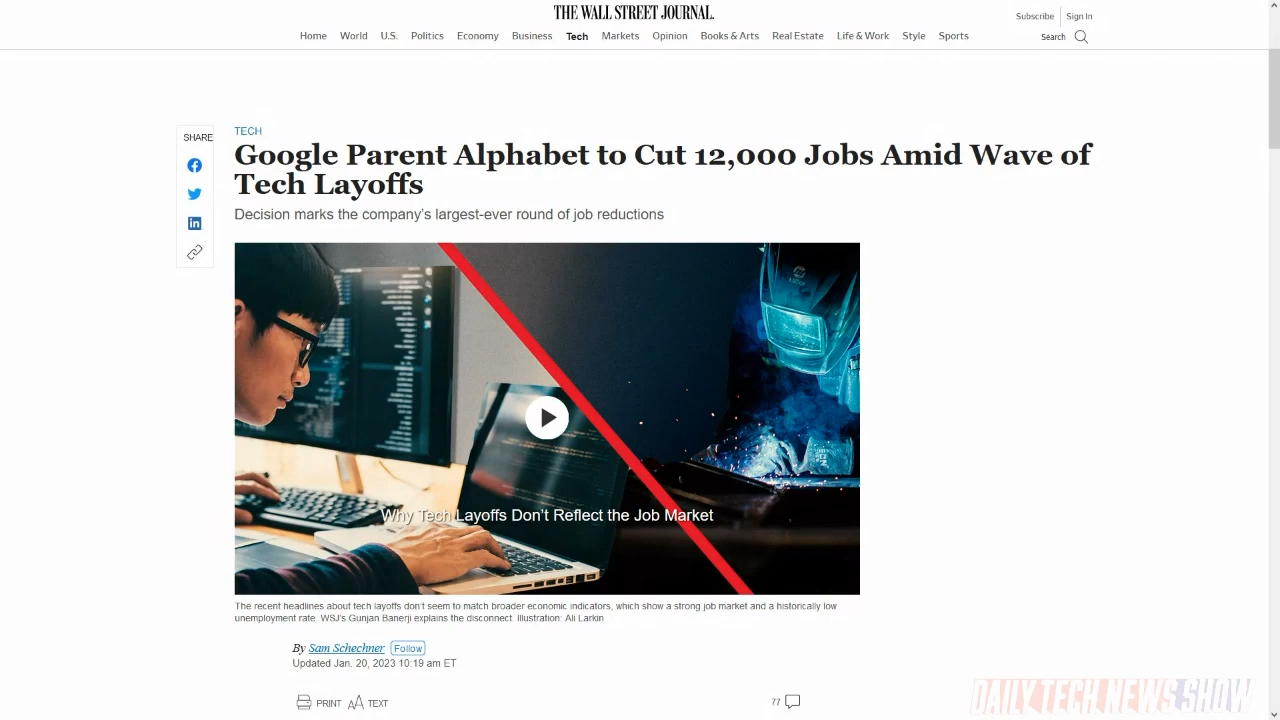 THE WALL STREET JOURNAL.
Subscribe
Sign In
Home World U.S. Politics Economy Business Tech Markets Opinion Books & Arts Real Estate Life & Work Style Sports
Search
SHARE
TECH
Google Parent Alphabet to Cut 12,000 Jobs Amid Wave of
Tech Layoffs
Decision marks the company's largest-ever round of job reductions
Why Tech Layoffs Don't Reflect the Job Market
The recent headlines about tech layoffs don't seem to match broader economic indicators, which show a strong job market and a historically low
unemployment rate. WSJ's Gunjan Banerji explains the disconnect. Illustration: Ali Larkin
By Sam Schechner Follow
Updated Jan. 20, 2023 10:19 am ET
PRINT AA TEXT
77
DAILY TECH NEWS SHOW